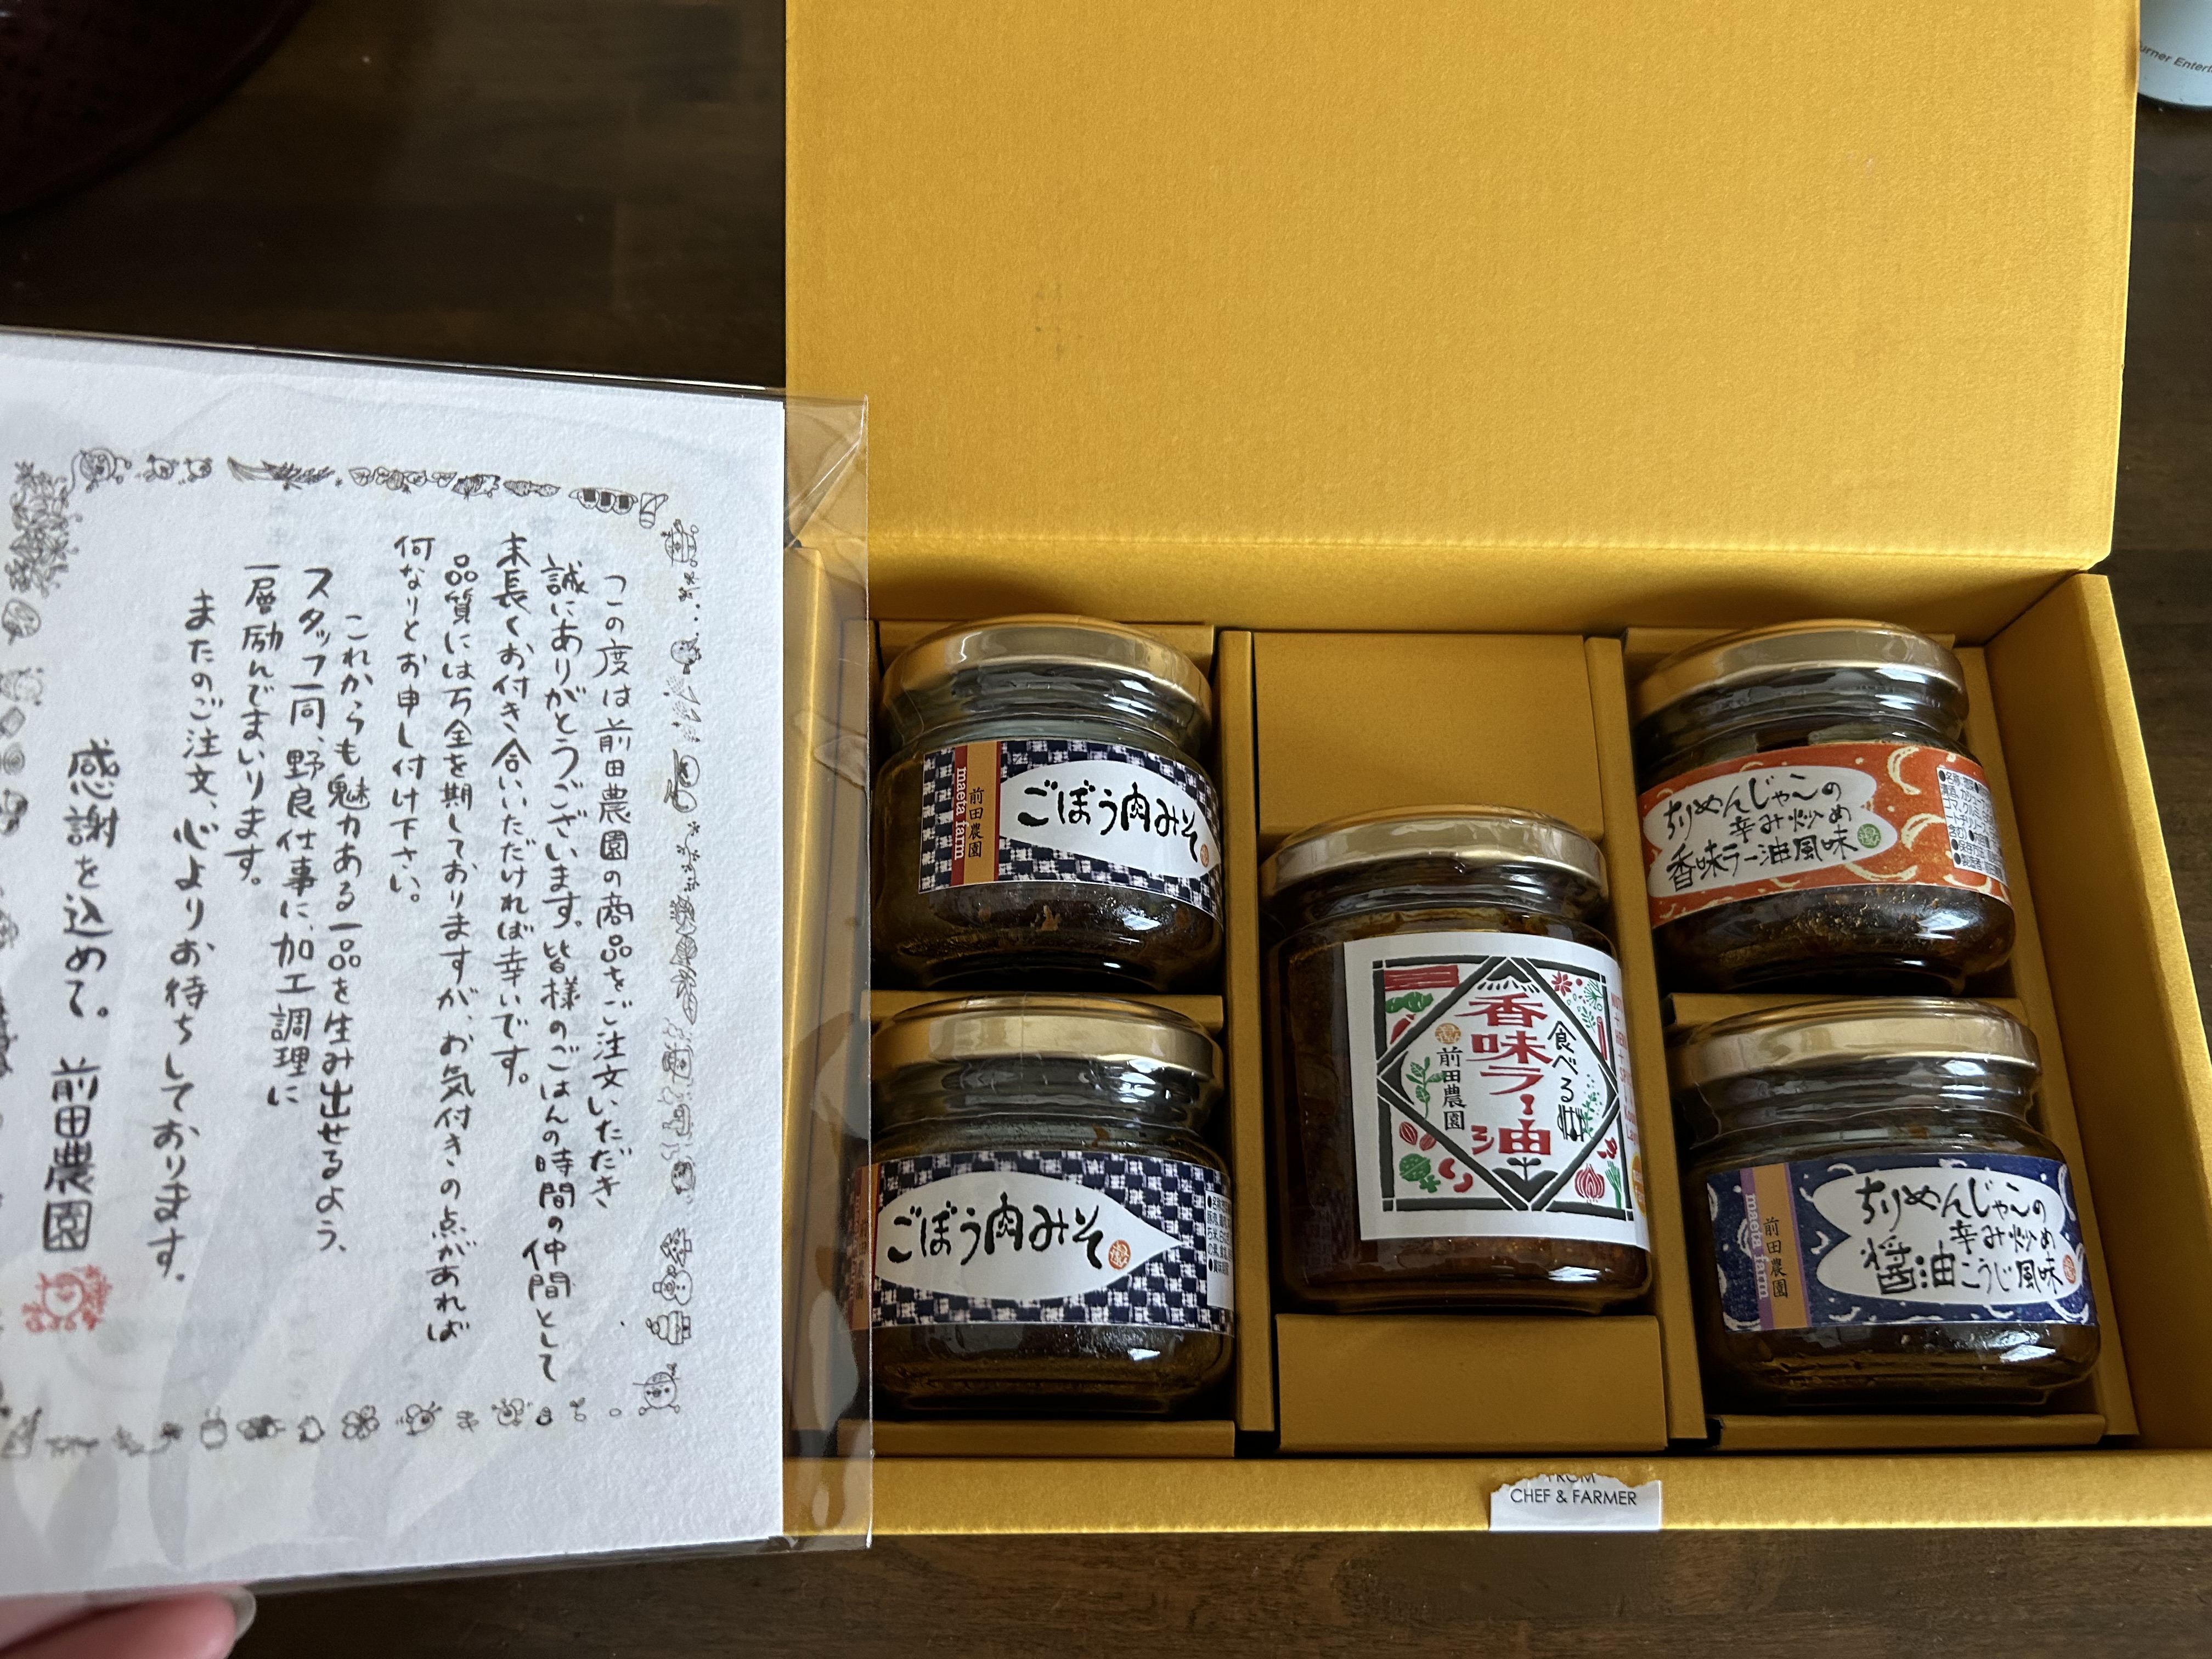 この度は前田農園の商品をご注文いただき
誠にありがとうございます。皆様のごはんの時間の仲間として
末長くお付き合いいただければ幸いです。
品質には万全を期しておりますが、お気付きの点があれば
何なりとお申し付け下さい。
これからも魅力ある一品を生み出せるよう、
スタッフ一同、野良仕事に、加工調理に
一層励んでまいります。
またのご注文、心よりお待ちしております。
感謝を込めて。 前田農園
maeta farm
前田農園
ごぼう肉みそ
ごぼう肉みそ
食べる
香味ラー油
前田農園
ちりめんじゃこの
辛み炒め
香味ラー油風味
maeta farm
前田農園
ちりめんじゃこの
辛み炒め
醤油こうじ風味
FROM
CHEF & FARMER